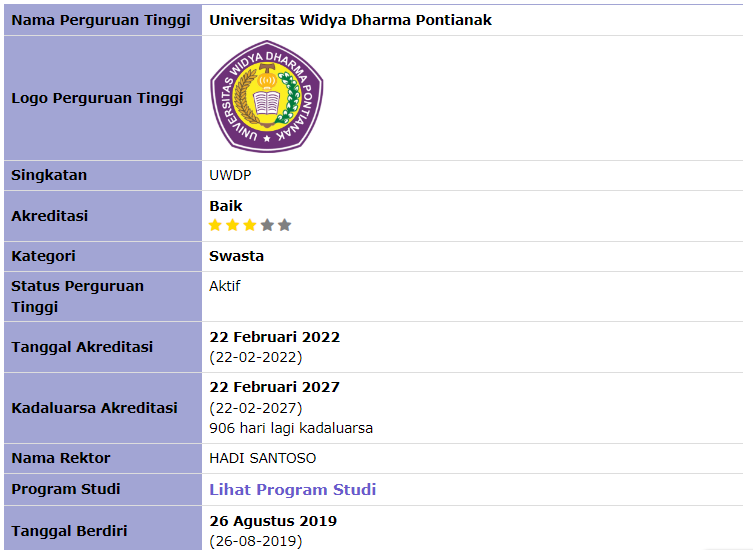 Nama Perguruan Tinggi
Universitas Widya Dharma Pontianak
Logo Perguruan Tinggi
UNIVERSITAS WIDYA DHARMA PONTIANAK
Singkatan
UWDP
Akreditasi
Baik
Kategori
Swasta
Status Perguruan
Tinggi
Aktif
Tanggal Akreditasi
22 Februari 2022
(22-02-2022)
Kadaluarsa Akreditasi
22 Februari 2027
(22-02-2027)
906 hari lagi kadaluarsa
Nama Rektor
HADI SANTOSO
Program Studi
Lihat Program Studi
Tanggal Berdiri
26 Agustus 2019
(26-08-2019)